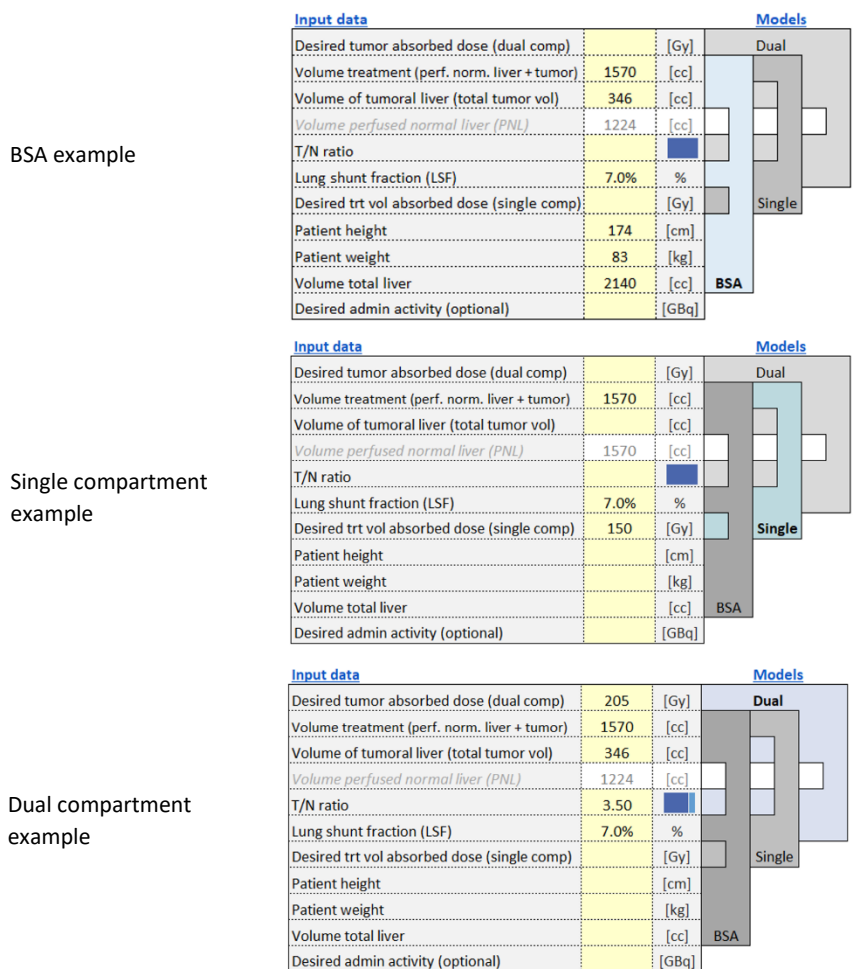 Input data Models
Desired tumor absorbed dose (dual comp) [Gy] Dual
Volume treatment (perf. norm. liver + tumor) 1570 [cc]
Volume of tumoral liver (total tumor vol) 346 [cc]
Volume perfused normal liver (PNL) 1224 [cc]
BSA example
T/N ratio
Lung shunt fraction (LSF) 7.0% %
Desired trt vol absorbed dose (single comp) [Gy] Single
Patient height 174 [cm]
Patient weight 83 [kg]
Volume total liver 2140 [cc] BSA
Desired admin activity (optional) [GBq]
Input data Models
Desired tumor absorbed dose (dual comp) [Gy] Dual
Volume treatment (perf. norm. liver + tumor) 1570 [cc]
Volume of tumoral liver (total tumor vol) [cc]
Volume perfused normal liver (PNL) 1570 [cc]
T/N ratio
Single compartment
example
Lung shunt fraction (LSF) 7.0% %
Desired trt vol absorbed dose (single comp) 150 [Gy] Single
Patient height [cm]
Patient weight [kg]
Volume total liver [cc] BSA
Desired admin activity (optional) [GBq]
Input data Models
Desired tumor absorbed dose (dual comp) 205 [Gy] Dual
Volume treatment (perf. norm. liver + tumor) 1570 [cc]
Volume of tumoral liver (total tumor vol) 346 [cc]
Volume perfused normal liver (PNL) 1224 [cc]
Dual compartment
example
T/N ratio 3.50
Lung shunt fraction (LSF) 7.0% %
Desired trt vol absorbed dose (single comp) [Gy] Single
Patient height [cm]
Patient weight [kg]
Volume total liver [cc] BSA
Desired admin activity (optional) [GBq]